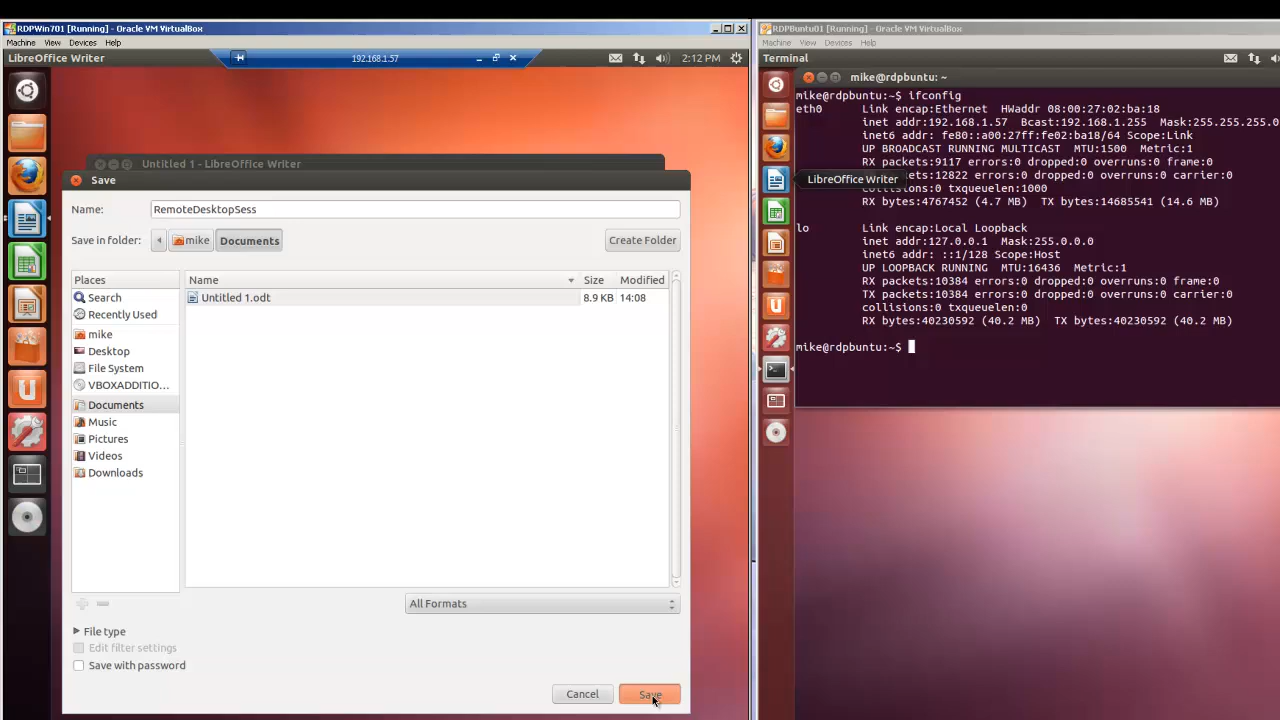 RDPWin701 [Running] - Oracle VM VirtualBox
Machine View Devices Help
LibreOffice Writer
192.168.1.57
2:12 PM
Untitled 1 - LibreOffice Writer
Save
Name: RemoteDesktopSess
Save in folder: mike Documents Create Folder
Places
Search
Recently Used
mike
Desktop
File System
VBOXADDITIO...
Documents
Music
Pictures
Videos
Downloads
Name Size Modified
Untitled 1.odt 8.9 KB 14:08
All Formats
File type
Edit filter settings
Save with password
Cancel Save
RDPBuntu01 [Running] - Oracle VM VirtualBox
Machine View Devices Help
Terminal
mike@rdpbuntu: ~
mike@rdpbuntu:~$ ifconfig
eth0 Link encap:Ethernet HWaddr 08:00:27:02:ba:18
inet addr:192.168.1.57 Bcast:192.168.1.255 Mask:255.255.255.0
inet6 addr: fe80::a00:27ff:fe02:ba18/64 Scope:Link
UP BROADCAST RUNNING MULTICAST MTU:1500 Metric:1
RX packets:9117 errors:0 dropped:0 overruns:0 frame:0
LibreOffice Writer
kets:12822 errors:0 dropped:0 overruns:0 carrier:0
collisions:0 txqueuelen:1000
RX bytes:4767452 (4.7 MB) TX bytes:14685541 (14.6 MB)
lo Link encap:Local Loopback
inet addr:127.0.0.1 Mask:255.0.0.0
inet6 addr: ::1/128 Scope:Host
UP LOOPBACK RUNNING MTU:16436 Metric:1
RX packets:10384 errors:0 dropped:0 overruns:0 frame:0
TX packets:10384 errors:0 dropped:0 overruns:0 carrier:0
collisions:0 txqueuelen:0
RX bytes:40230592 (40.2 MB) TX bytes:40230592 (40.2 MB)
mike@rdpbuntu:~$